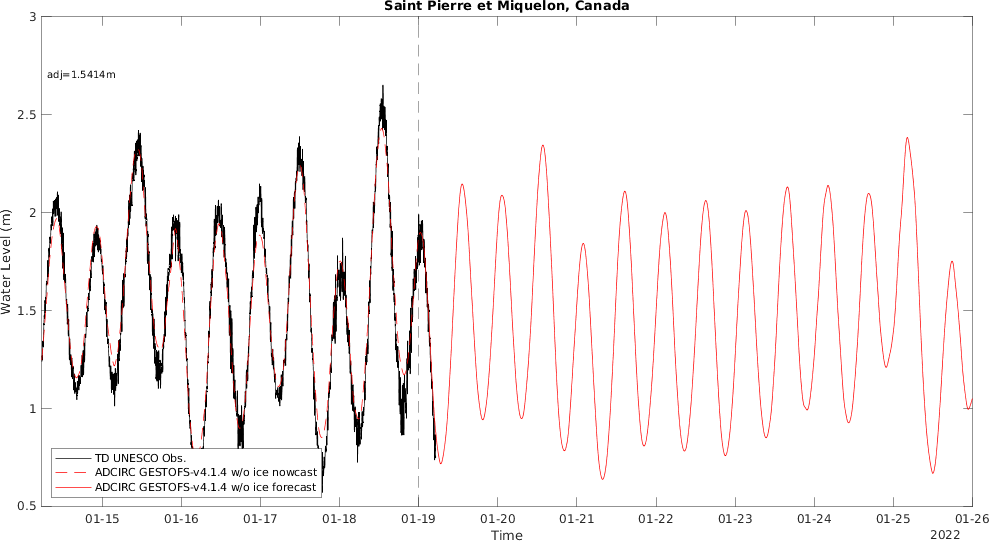 Saint Pierre et Miquelon, Canada
3
adj=1.5414m
2.5
2
Water Level (m)
1.5
1
TD UNESCO Obs.
ADCIRC GESTOFS-v4.1.4 w/o ice nowcast
ADCIRC GESTOFS-v4.1.4 w/o ice forecast
0.5
01-15 01-16 01-17 01-18 01-19 01-20 01-21 01-22 01-23 01-24 01-25 01-26
Time
2022